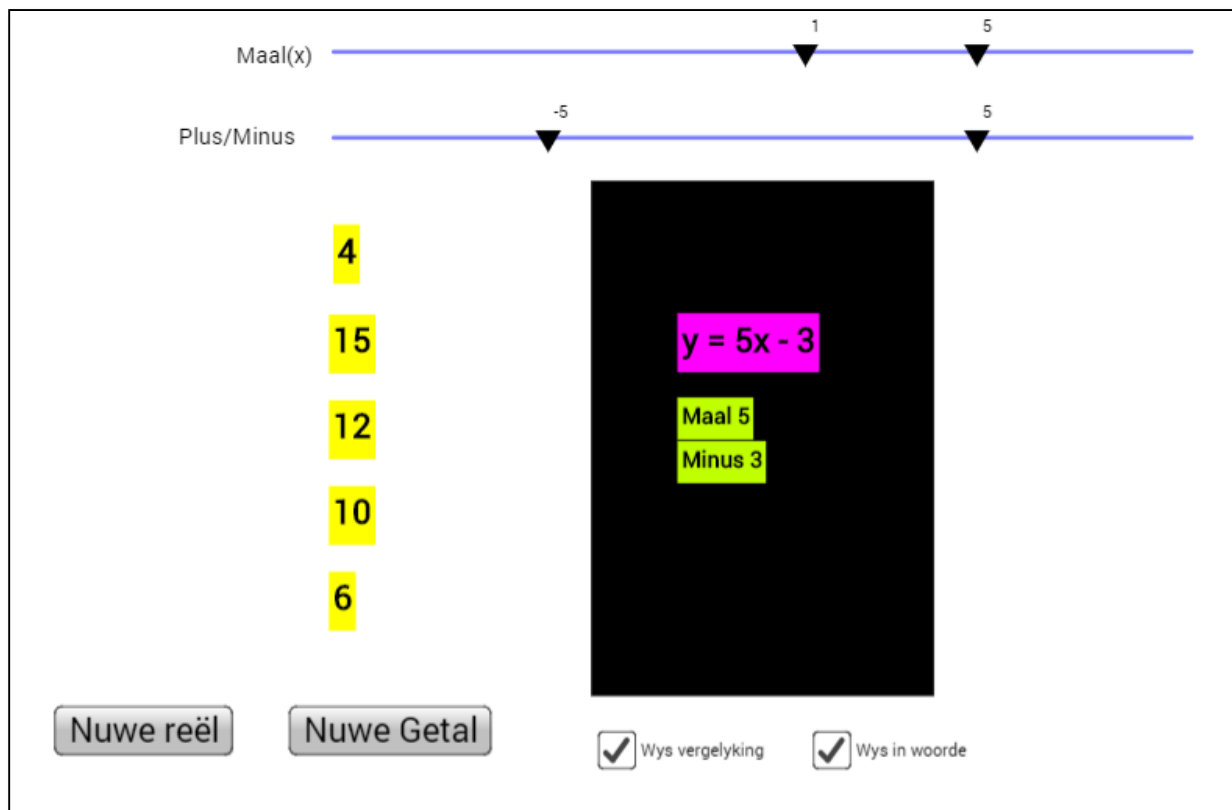 1 5
Maal(x)
-5 5
Plus/Minus
4
15
y = 5x - 3
12
Maal 5
Minus 3
10
6
Nuwe reël
Nuwe Getal
Wys vergelyking
Wys in woorde